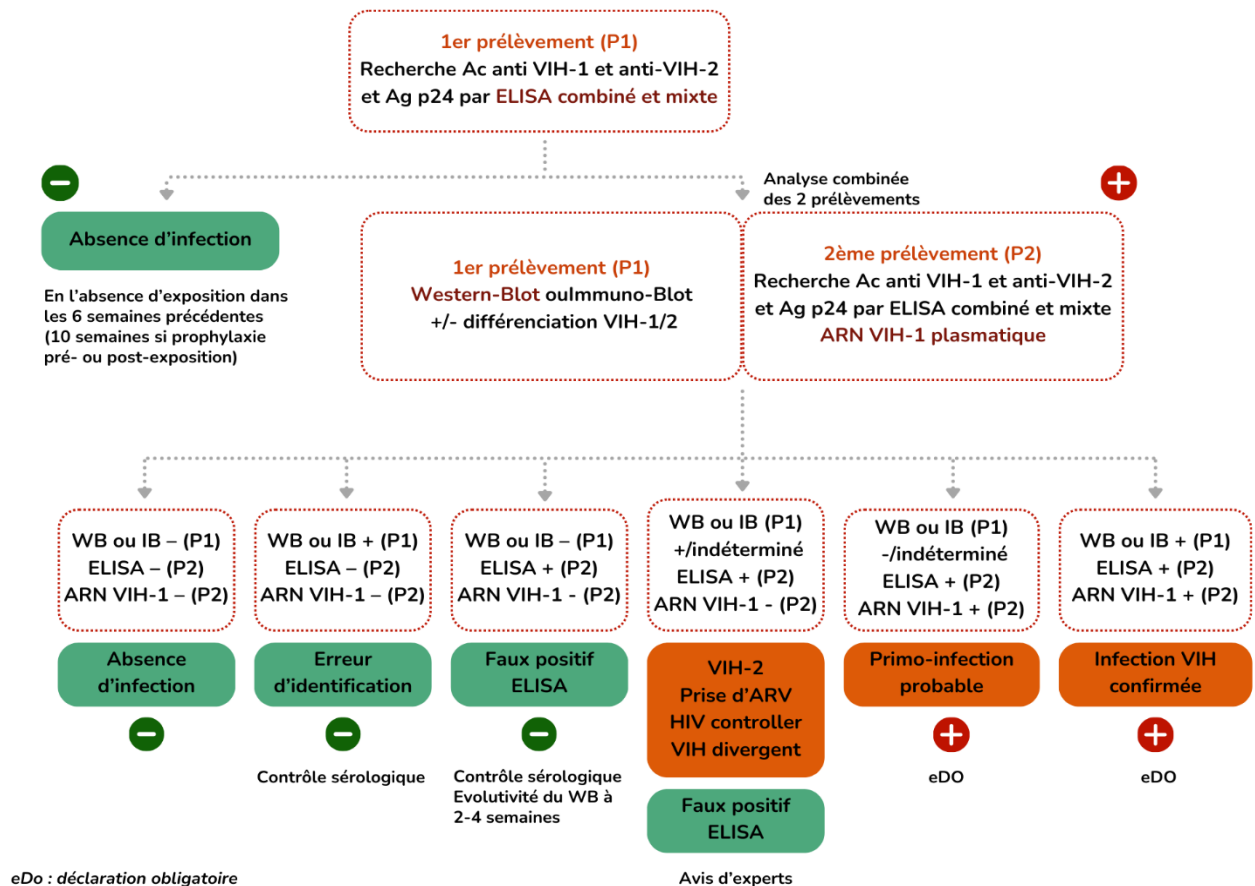 1er prélèvement (P1)
Recherche Ac anti VIH-1 et anti-VIH-2
et Ag p24 par ELISA combiné et mixte
Analyse combinée
des 2 prélèvements
Absence d'infection
En l'absence d'exposition dans
les 6 semaines précédentes
(10 semaines si prophylaxie
pré- ou post-exposition)
1er prélèvement (P1)
Western-Blot ouImmuno-Blot
+/- différenciation VIH-1/2
2ème prélèvement (P2)
Recherche Ac anti VIH-1 et anti-VIH-2
et Ag p24 par ELISA combiné et mixte
ARN VIH-1 plasmatique
WB ou IB – (P1)
ELISA – (P2)
ARN VIH-1 – (P2)
Absence
d'infection
WB ou IB + (P1)
ELISA – (P2)
ARN VIH-1 – (P2)
Erreur
d'identification
Contrôle sérologique
WB ou IB – (P1)
ELISA + (P2)
ARN VIH-1 - (P2)
Faux positif
ELISA
Contrôle sérologique
Evolutivité du WB à
2-4 semaines
WB ou IB (P1)
+/indéterminé
ELISA + (P2)
ARN VIH-1 - (P2)
VIH-2
Prise d'ARV
HIV controller
VIH divergent
Faux positif
ELISA
Avis d'experts
WB ou IB (P1)
-/indéterminé
ELISA + (P2)
ARN VIH-1 + (P2)
Primo-infection
probable
eDO
WB ou IB + (P1)
ELISA + (P2)
ARN VIH-1 + (P2)
Infection VIH
confirmée
eDO
eDo : déclaration obligatoire